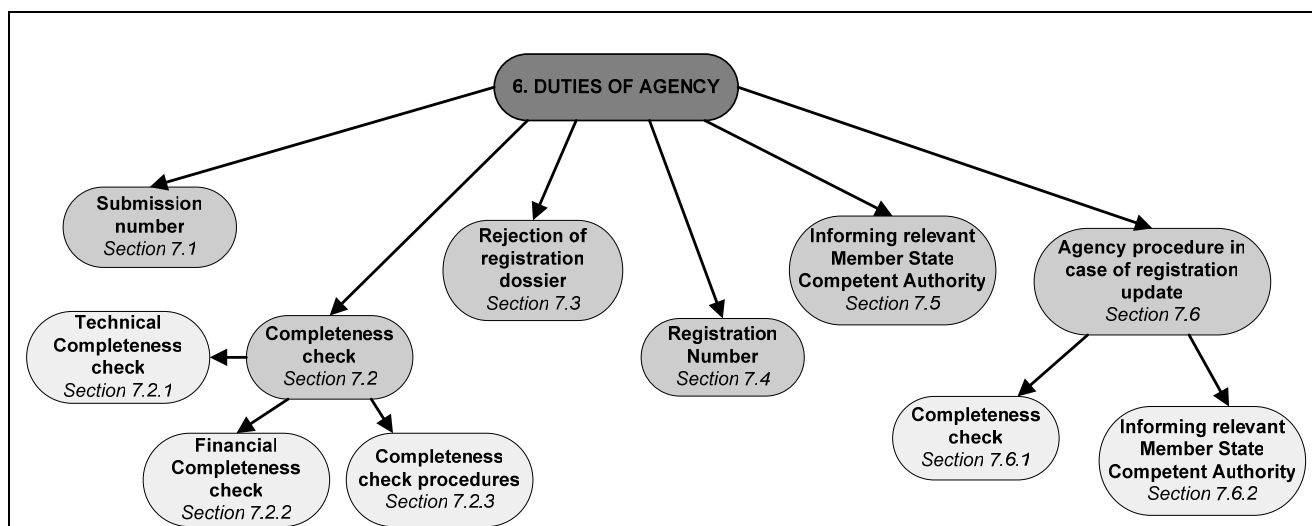 6. DUTIES OF AGENCY
Submission
number
Section 7.1
Rejection of
registration
dossier
Section 7.3
Informing relevant
Member State
Competent Authority
Section 7.5
Agency procedure in
case of registration
update
Section 7.6
Technical
Completeness
check
Section 7.2.1
Completeness
check
Section 7.2
Registration
Number
Section 7.4
Financial
Completeness
check
Section 7.2.2
Completeness
check procedures
Section 7.2.3
Completeness
check
Section 7.6.1
Informing relevant
Member State
Competent Authority
Section 7.6.2